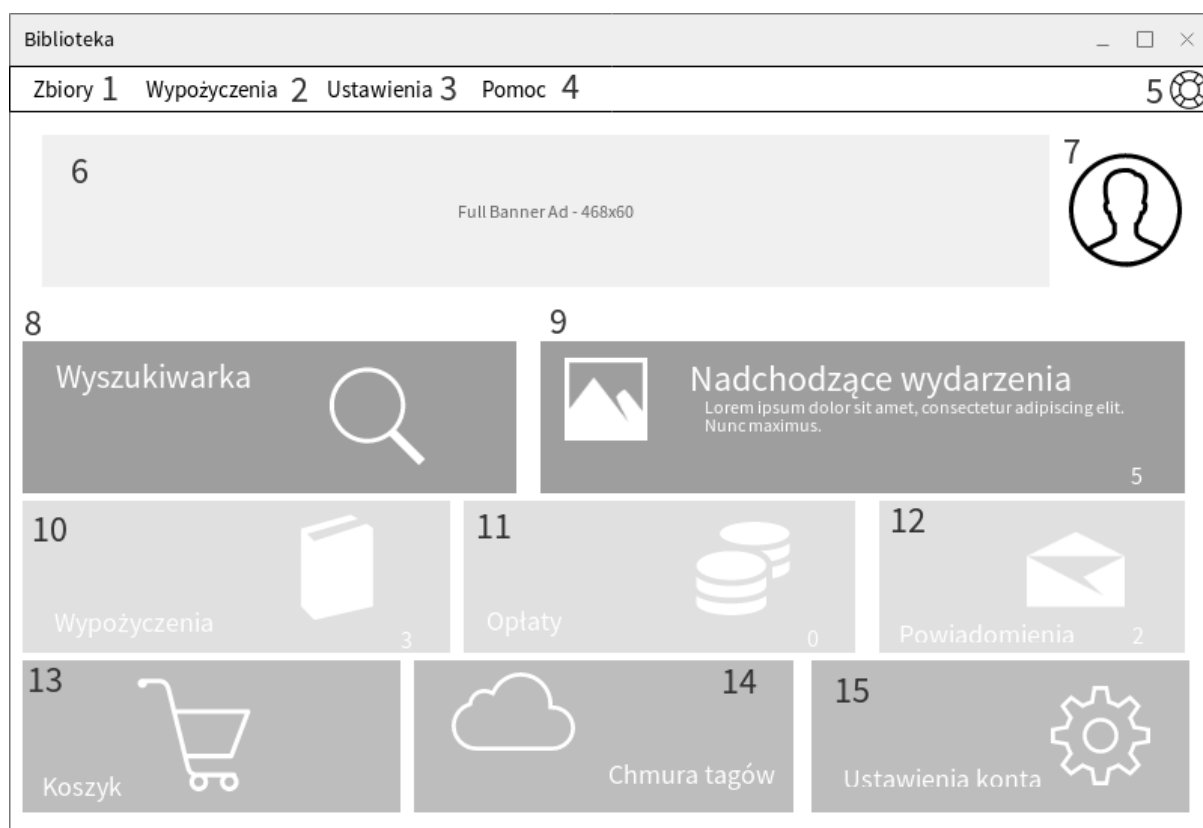 Biblioteka
Zbiory 1 Wypożyczenia 2 Ustawienia 3 Pomoc 4 5
6
Full Banner Ad - 468x60
7
8
Wyszukiwarka
9
Nadchodzące wydarzenia
Lorem ipsum dolor sit amet, consectetur adipiscing elit.
Nunc maximus.
5
10
Wypożyczenia
3
11
Opłaty
0
12
Powiadomienia 2
13
Koszyk
14
Chmura tagów
15
Ustawienia konta